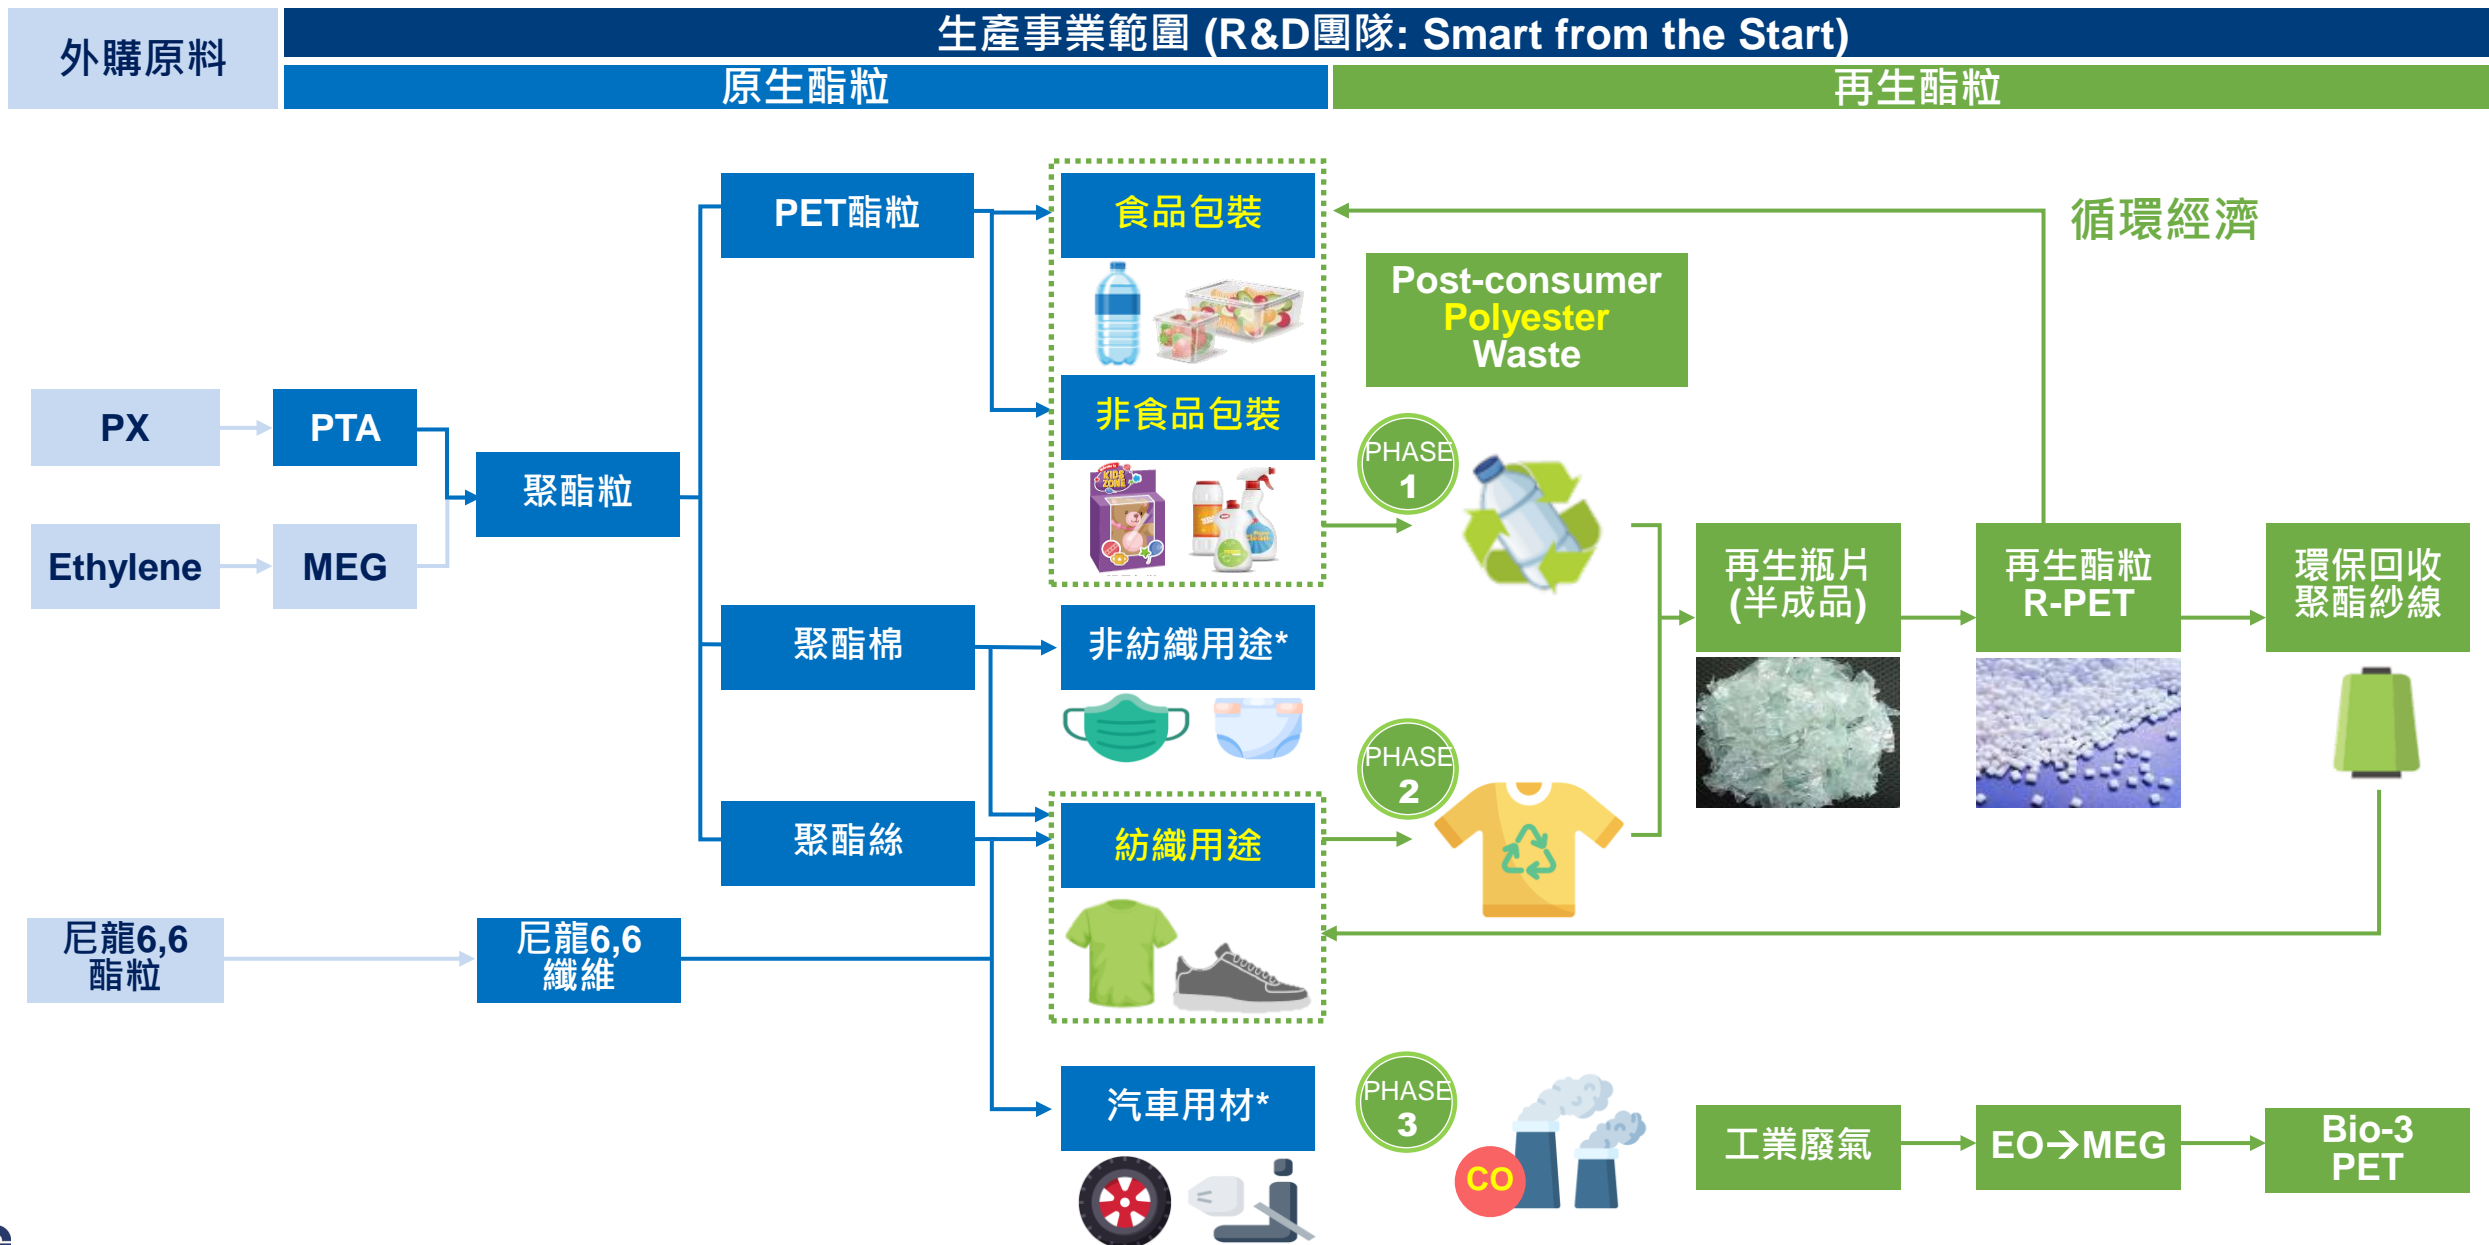 外購原料
生產事業範圍 (R&D團隊: Smart from the Start)
原生酯粒
再生酯粒
PET酯粒
食品包裝
循環經濟
Post-consumer
Polyester
Waste
PX
PTA
非食品包裝
PHASE
1
聚酯粒
KIDS
ZONE
Ethylene
MEG
再生瓶片
(半成品)
再生酯粒
R-PET
環保回收
聚酯紗線
聚酯棉
非紡織用途*
PHASE
2
聚酯絲
紡織用途
尼龍6,6
酯粒
尼龍6,6
纖維
汽車用材*
PHASE
3
CO
工業廢氣
EO→MEG
Bio-3
PET